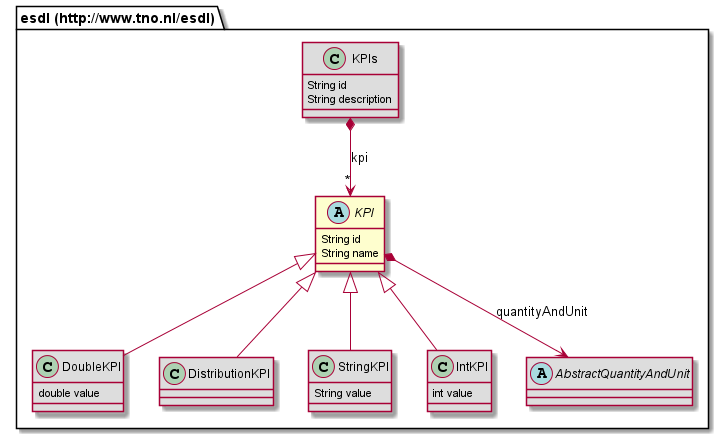 esdl (http://www.tno.nl/esdl)
C KPIs
String id
String description
kpi
*
A KPI
String id
String name
quantityAndUnit
C DoubleKPI
double value
C DistributionKPI
C StringKPI
String value
C IntKPI
int value
A AbstractQuantityAndUnit